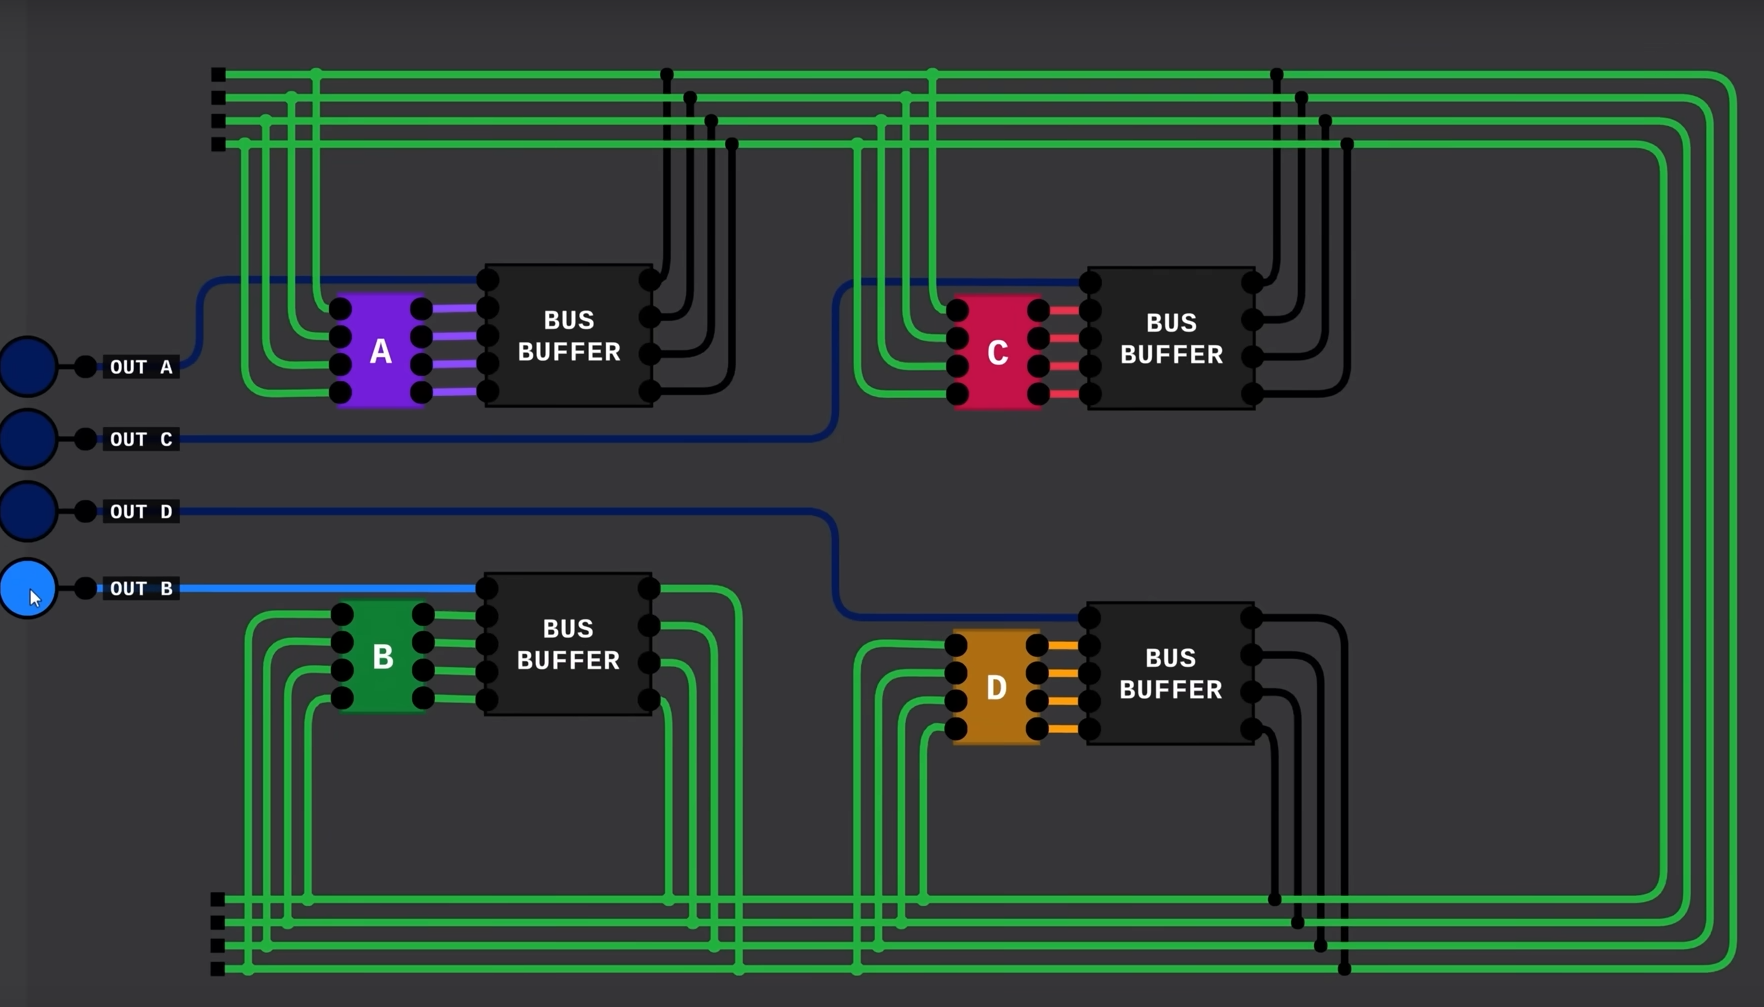 OUT A
A
BUS
BUFFER
C
BUS
BUFFER
OUT C
OUT D
OUT B
B
BUS
BUFFER
D
BUS
BUFFER